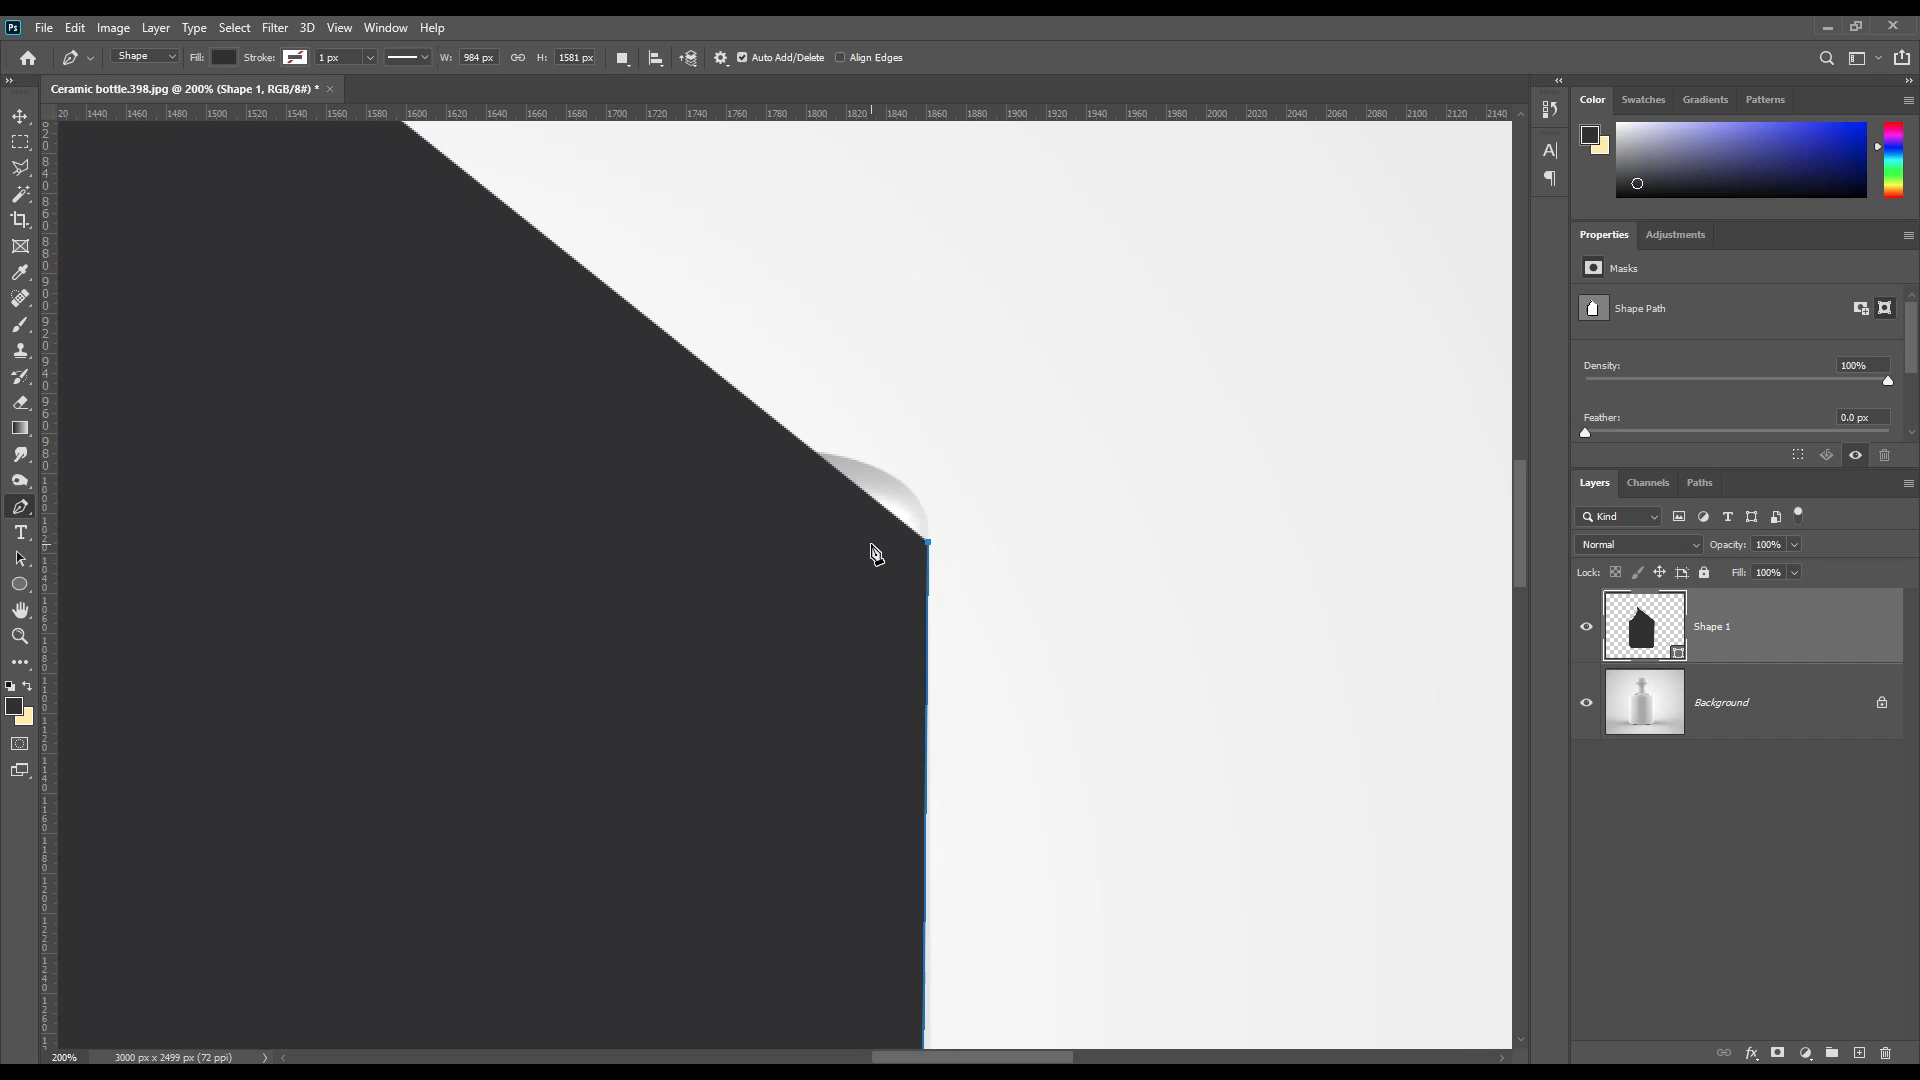 Ps File Edit Image Layer Type Select Filter 3D View Window Help
Shape Fill: Stroke: 1 px W: 984 px H: 1581 px Auto Add/Delete Align Edges
Ceramic bottle.398.jpg @ 200% (Shape 1, RGB/8#) * ×
20 1440 1460 1480 1500 1520 1540 1560 1580 1600 1620 1640 1660 1680 1700 1720 1740 1760 1780 1800 1820 1840 1860 1880 1900 1920 1940 1960 1980 2000 2020 2040 2060 2080 2100 2120 2140
Color Swatches Gradients Patterns
Properties Adjustments
Masks
Shape Path
Density: 100%
Feather: 0.0 px
Layers Channels Paths
Kind
Normal Opacity: 100%
Lock: Fill: 100%
Shape 1
Background
200% 3000 px x 2499 px (72 ppi)